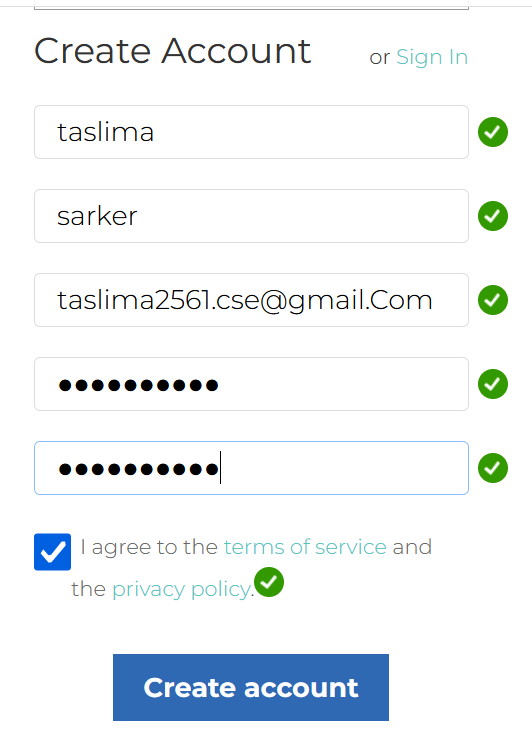 Create Account or Sign In
taslima
sarker
taslima2561.cse@gmail.Com
●●●●●●●●●●
●●●●●●●●●●
I agree to the terms of service and
the privacy policy.
Create account